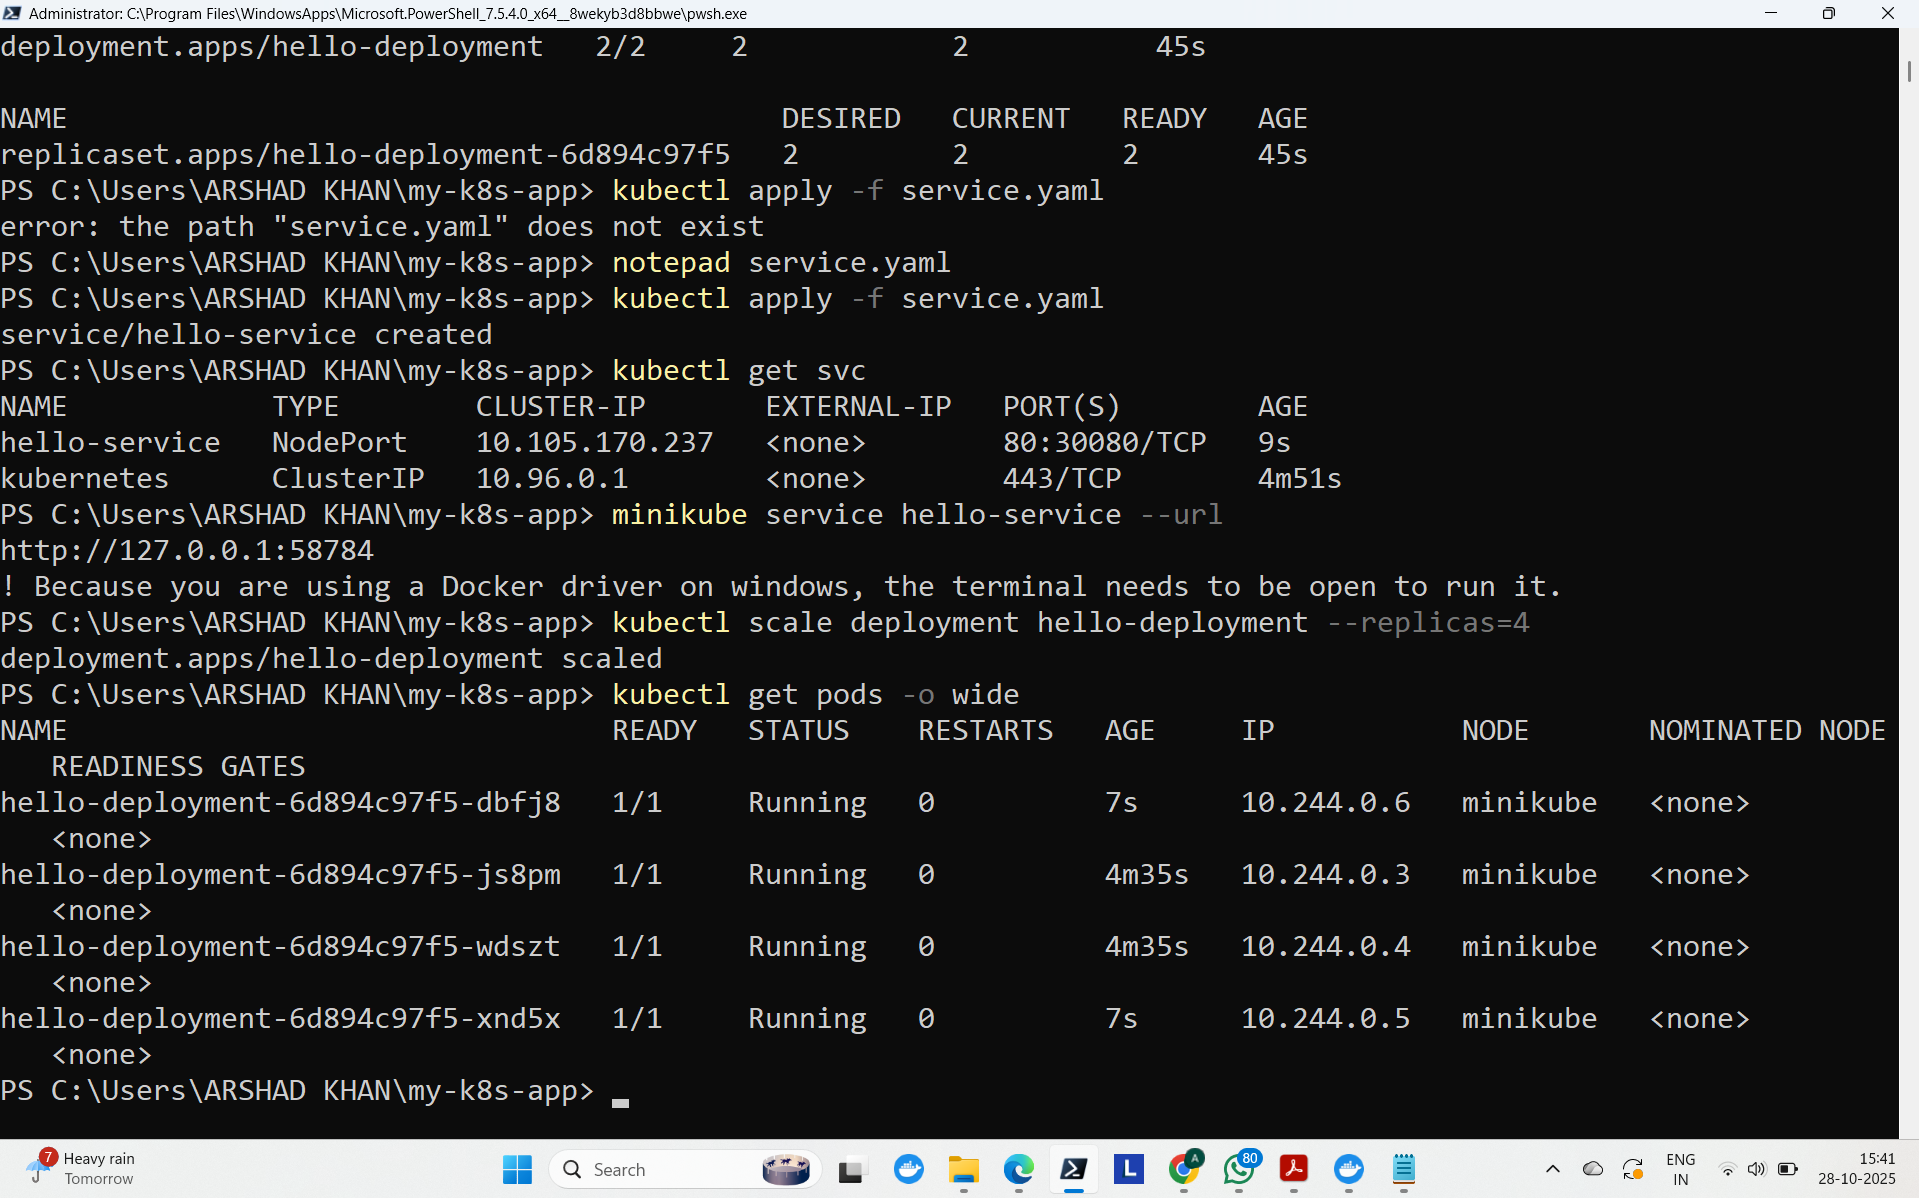 Administrator: C:\Program Files\WindowsApps\Microsoft.PowerShell_7.5.4.0_x64__8wekyb3d8bbwe\pwsh.exe
deployment.apps/hello-deployment   2/2     2            2           45s
NAME                                          DESIRED   CURRENT   READY   AGE
replicaset.apps/hello-deployment-6d894c97f5   2         2         2       45s
PS C:\Users\ARSHAD KHAN\my-k8s-app> kubectl apply -f service.yaml
error: the path "service.yaml" does not exist
PS C:\Users\ARSHAD KHAN\my-k8s-app> notepad service.yaml
PS C:\Users\ARSHAD KHAN\my-k8s-app> kubectl apply -f service.yaml
service/hello-service created
PS C:\Users\ARSHAD KHAN\my-k8s-app> kubectl get svc
NAME            TYPE        CLUSTER-IP       EXTERNAL-IP   PORT(S)        AGE
hello-service   NodePort    10.105.170.237   <none>        80:30080/TCP   9s
kubernetes      ClusterIP   10.96.0.1        <none>        443/TCP        4m51s
PS C:\Users\ARSHAD KHAN\my-k8s-app> minikube service hello-service --url
http://127.0.0.1:58784
! Because you are using a Docker driver on windows, the terminal needs to be open to run it.
PS C:\Users\ARSHAD KHAN\my-k8s-app> kubectl scale deployment hello-deployment --replicas=4
deployment.apps/hello-deployment scaled
PS C:\Users\ARSHAD KHAN\my-k8s-app> kubectl get pods -o wide
NAME                                READY   STATUS    RESTARTS   AGE     IP           NODE       NOMINATED NODE
   READINESS GATES
hello-deployment-6d894c97f5-dbfj8   1/1     Running   0          7s      10.244.0.6   minikube   <none>
   <none>
hello-deployment-6d894c97f5-js8pm   1/1     Running   0          4m35s   10.244.0.3   minikube   <none>
   <none>
hello-deployment-6d894c97f5-wdszt   1/1     Running   0          4m35s   10.244.0.4   minikube   <none>
   <none>
hello-deployment-6d894c97f5-xnd5x   1/1     Running   0          7s      10.244.0.5   minikube   <none>
   <none>
PS C:\Users\ARSHAD KHAN\my-k8s-app>
7
Heavy rain
Tomorrow
Search
L
A
80
ENG
IN
15:41
28-10-2025